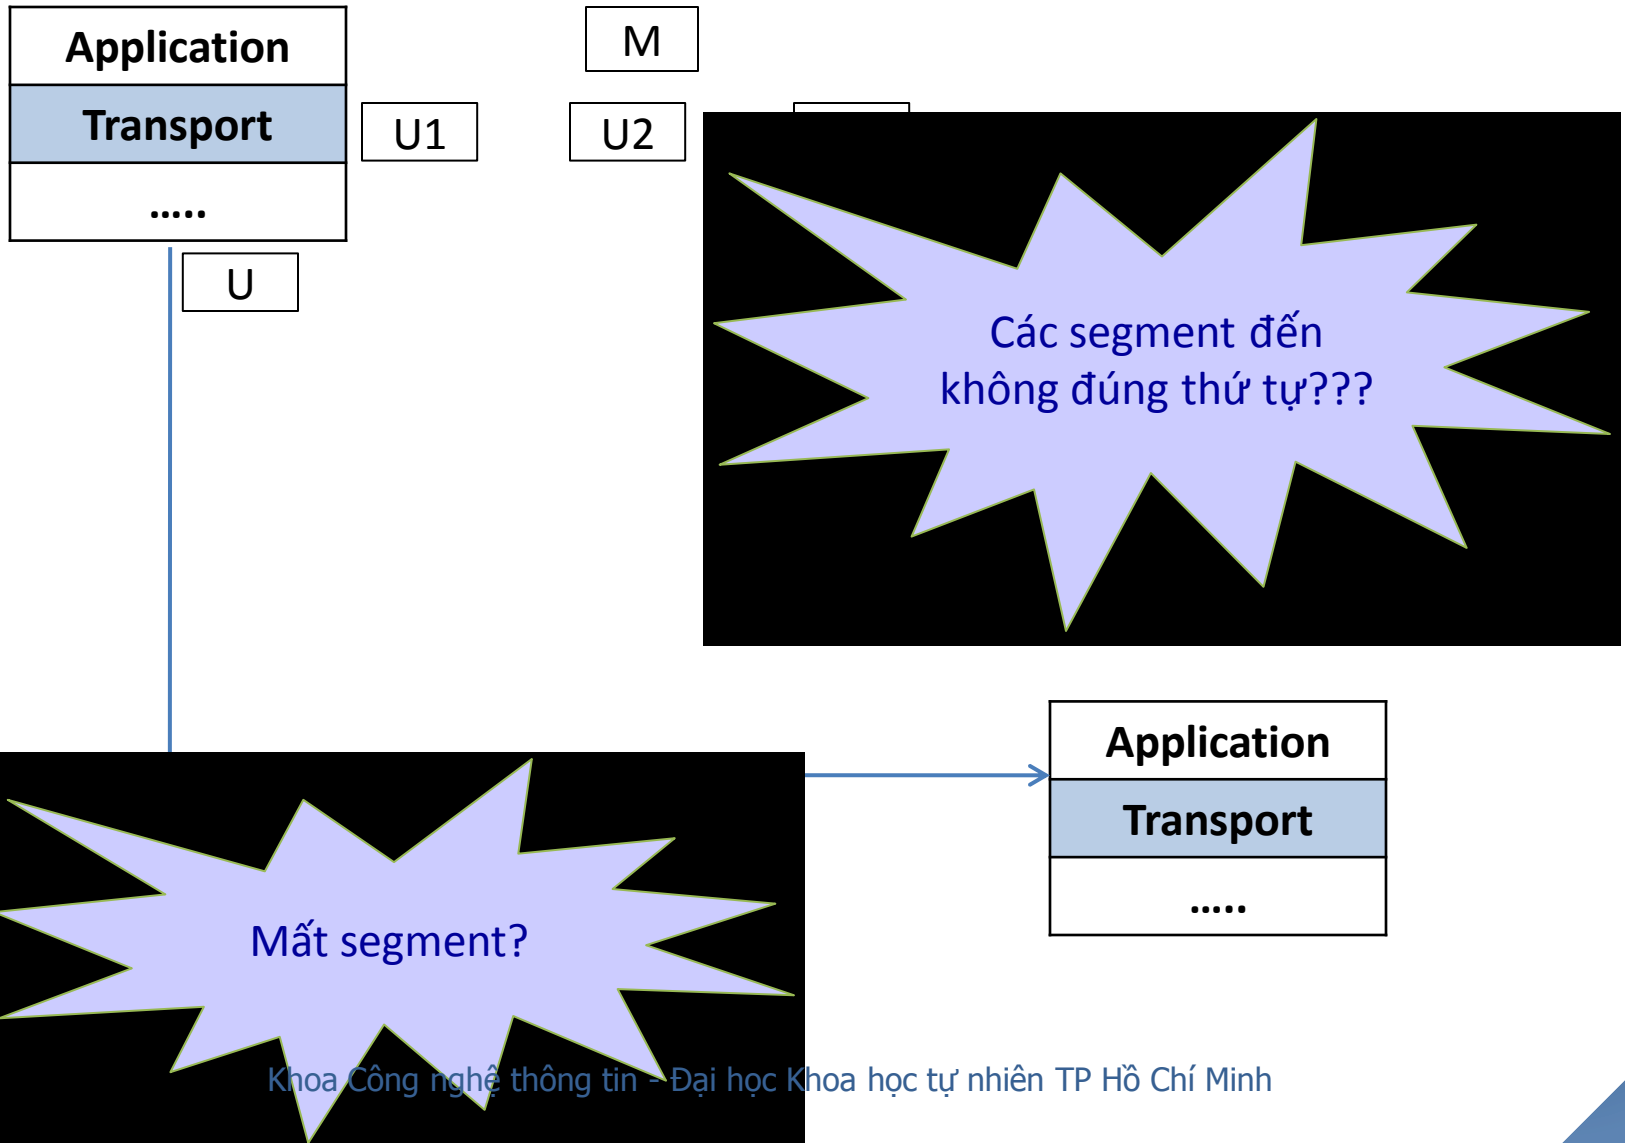 Application
M
Transport
U1
U2
…..
U
Các segment đến
không đúng thứ tự???
Application
Transport
…..
Mất segment?
Khoa Công nghệ thông tin - Đại học Khoa học tự nhiên TP Hồ Chí Minh